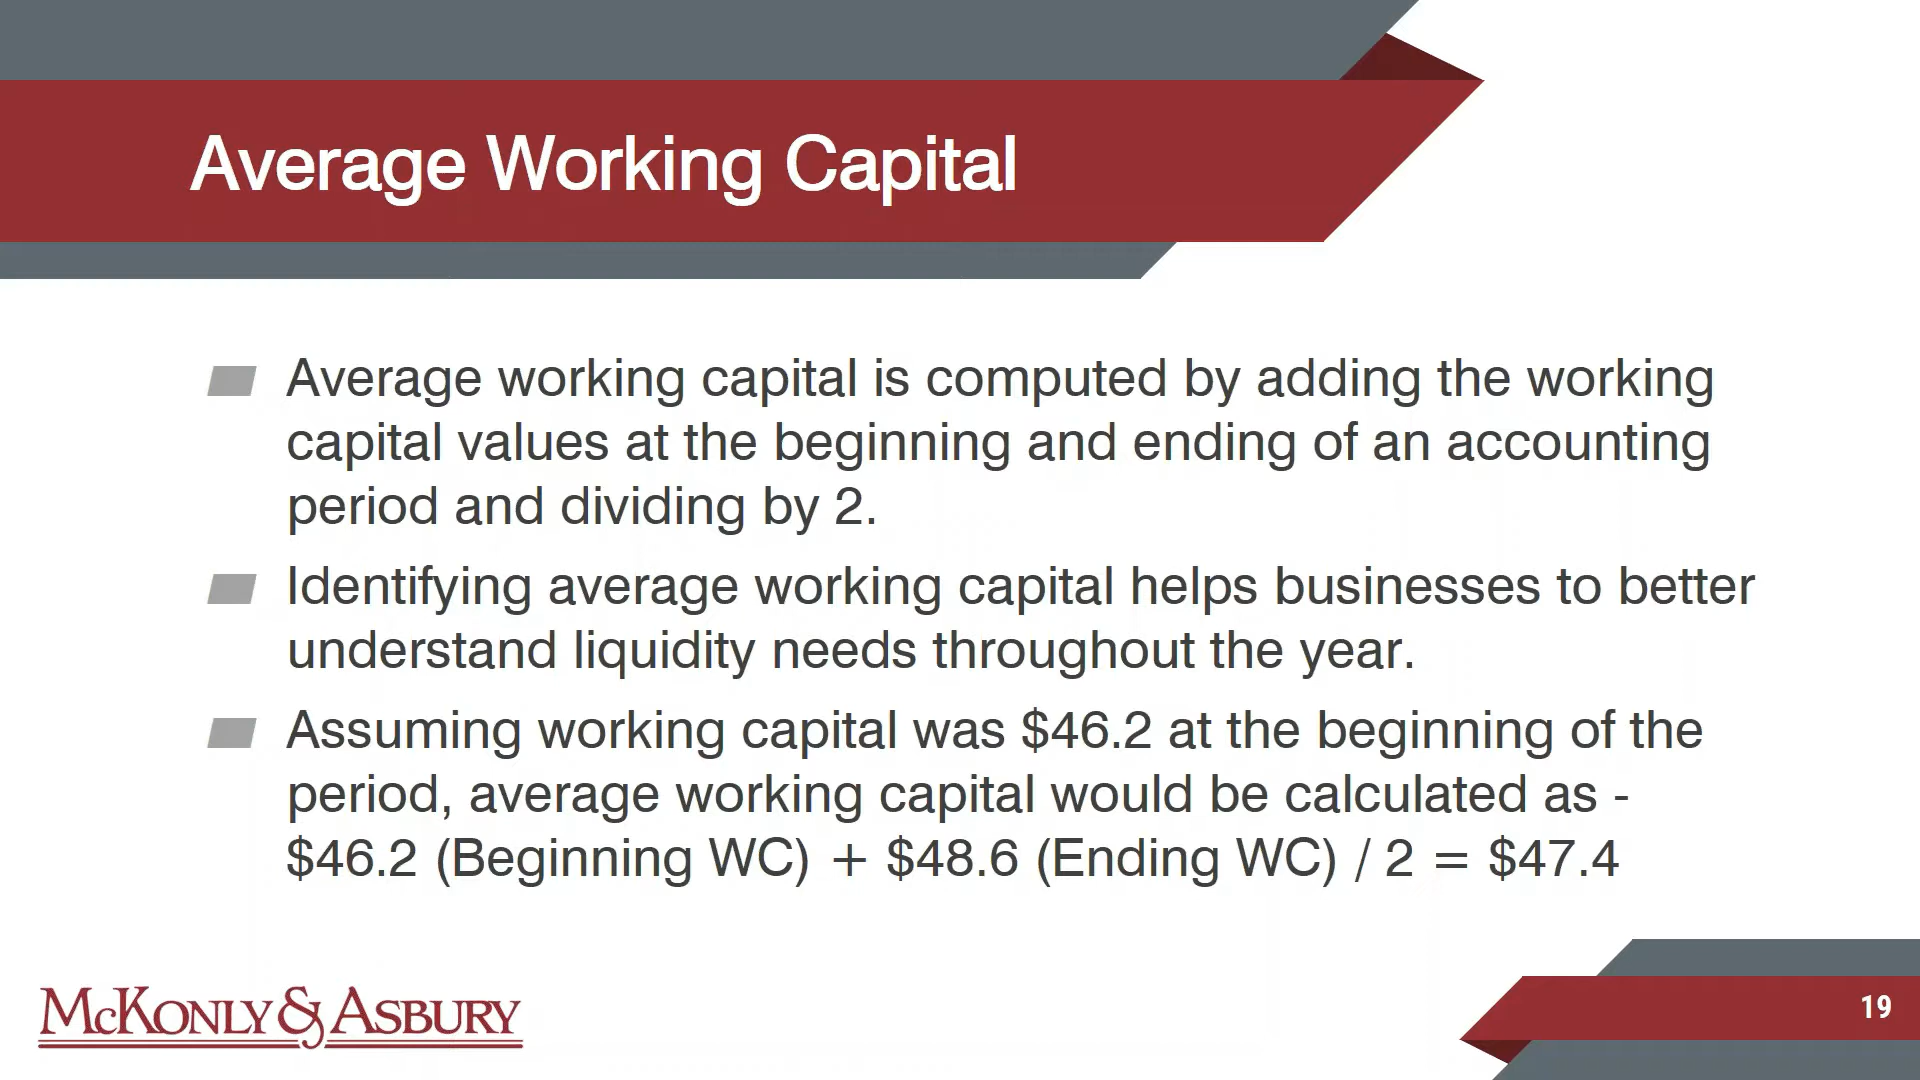 Average Working Capital
Average working capital is computed by adding the working
capital values at the beginning and ending of an accounting
period and dividing by 2.
Identifying average working capital helps businesses to better
understand liquidity needs throughout the year.
Assuming working capital was $46.2 at the beginning of the
period, average working capital would be calculated as -
$46.2 (Beginning WC) + $48.6 (Ending WC) / 2 = $47.4
McKonly & Asbury
19